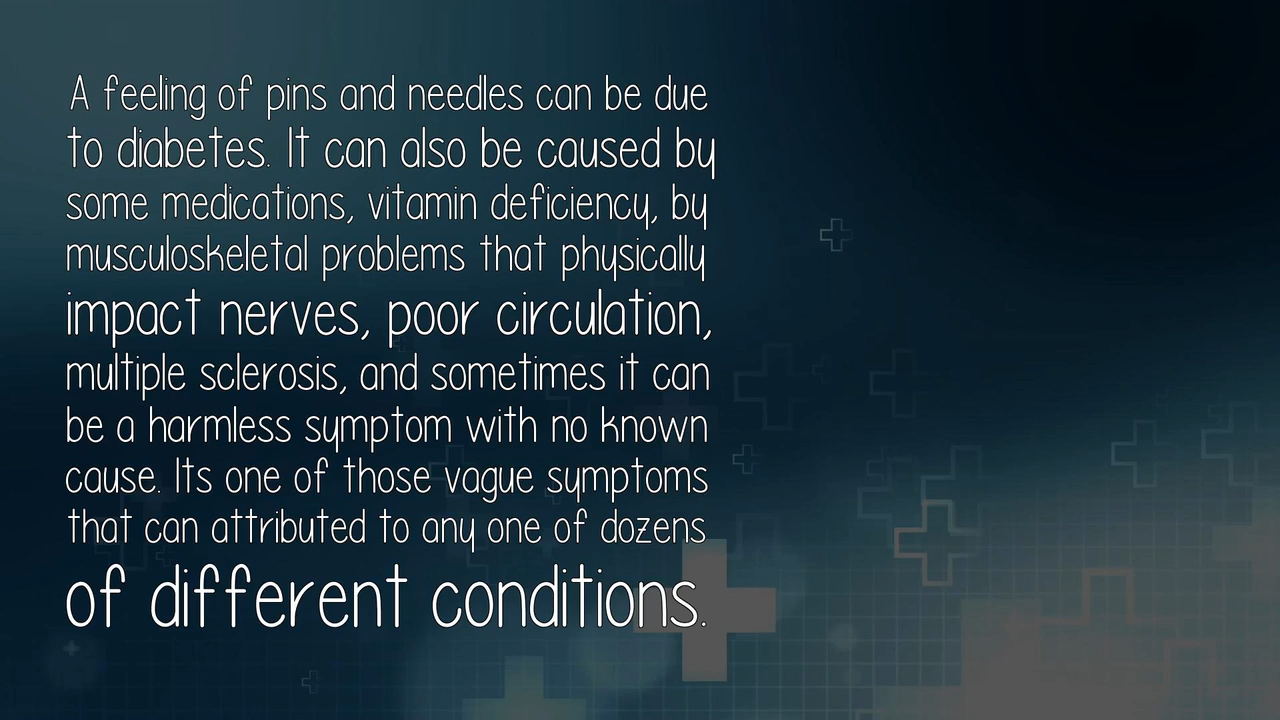 A feeling of pins and needles can be due
to diabetes. It can also be caused by
some medications, vitamin deficiency, by
musculoskeletal problems that physically
impact nerves, poor circulation,
multiple sclerosis, and sometimes it can
be a harmless symptom with no known
cause. Its one of those vague symptoms
that can attributed to any one of dozens
of different conditions.